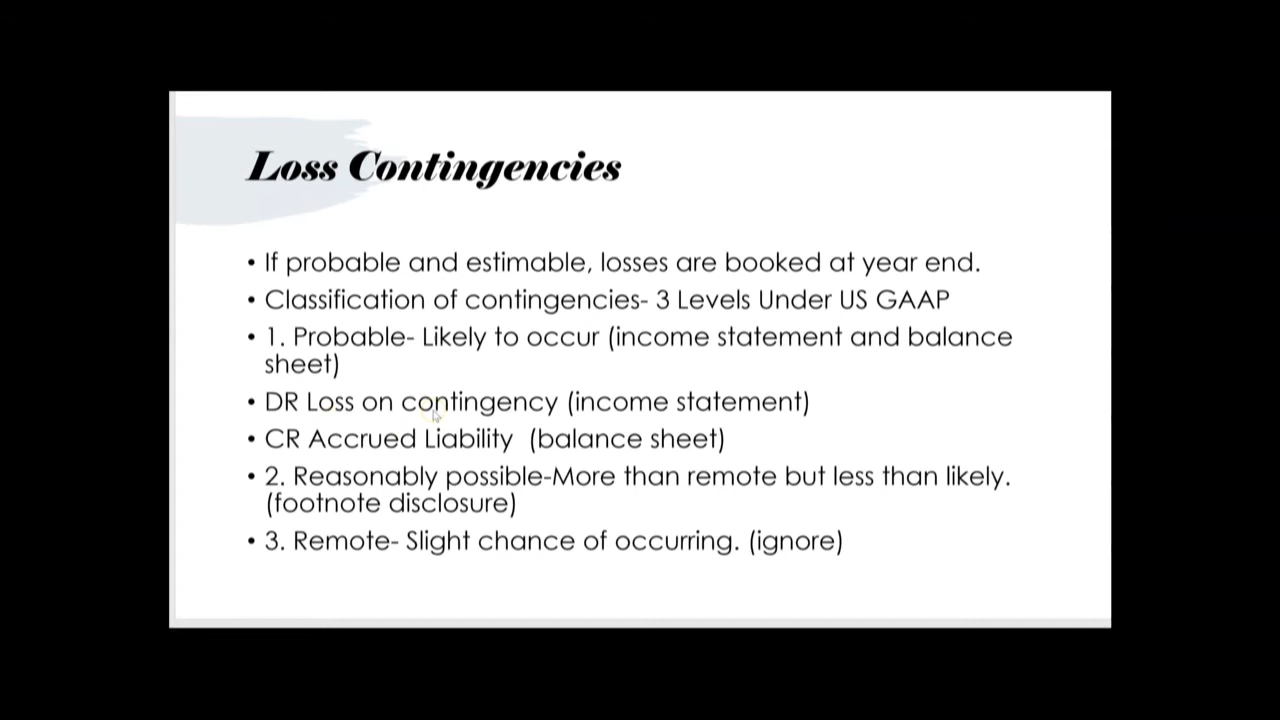 Loss Contingencies
• If probable and estimable, losses are booked at year end.
• Classification of contingencies- 3 Levels Under US GAAP
• 1. Probable- Likely to occur (income statement and balance
sheet)
• DR Loss on contingency (income statement)
• CR Accrued Liability  (balance sheet)
• 2. Reasonably possible-More than remote but less than likely.
(footnote disclosure)
• 3. Remote- Slight chance of occurring. (ignore)